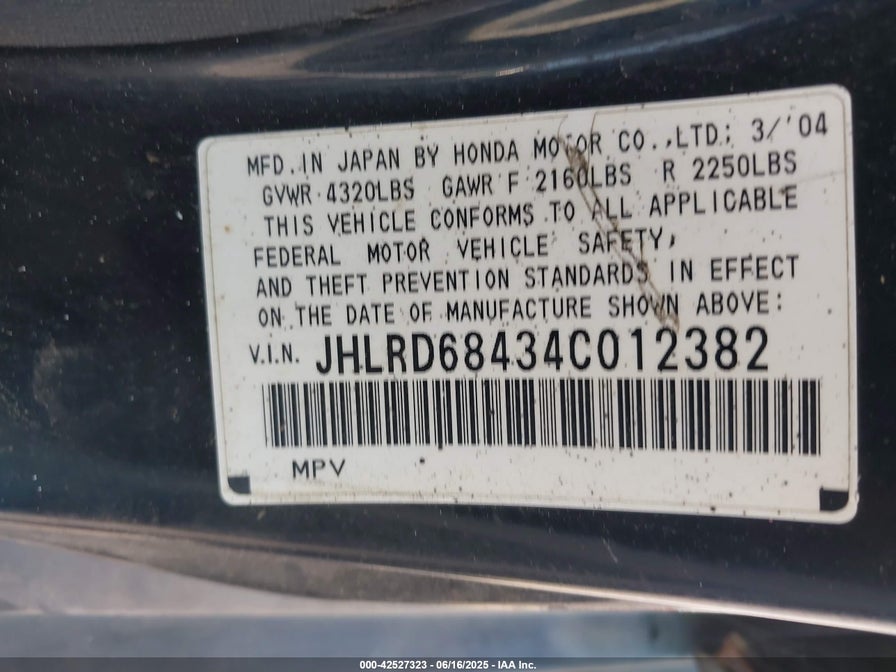 MFD. IN JAPAN BY HONDA MOTOR CO., LTD.; 3/'04
GVWR 4320LBS GAWR F 2160LBS R 2250LBS
THIS VEHICLE CONFORMS TO ALL APPLICABLE
FEDERAL MOTOR VEHICLE SAFETY,
AND THEFT PREVENTION STANDARDS IN EFFECT
ON THE DATE OF MANUFACTURE SHOWN ABOVE:
V.I.N. JHLRD68434C012382
MPV
000-42527323 - 06/16/2025 - IAA Inc.